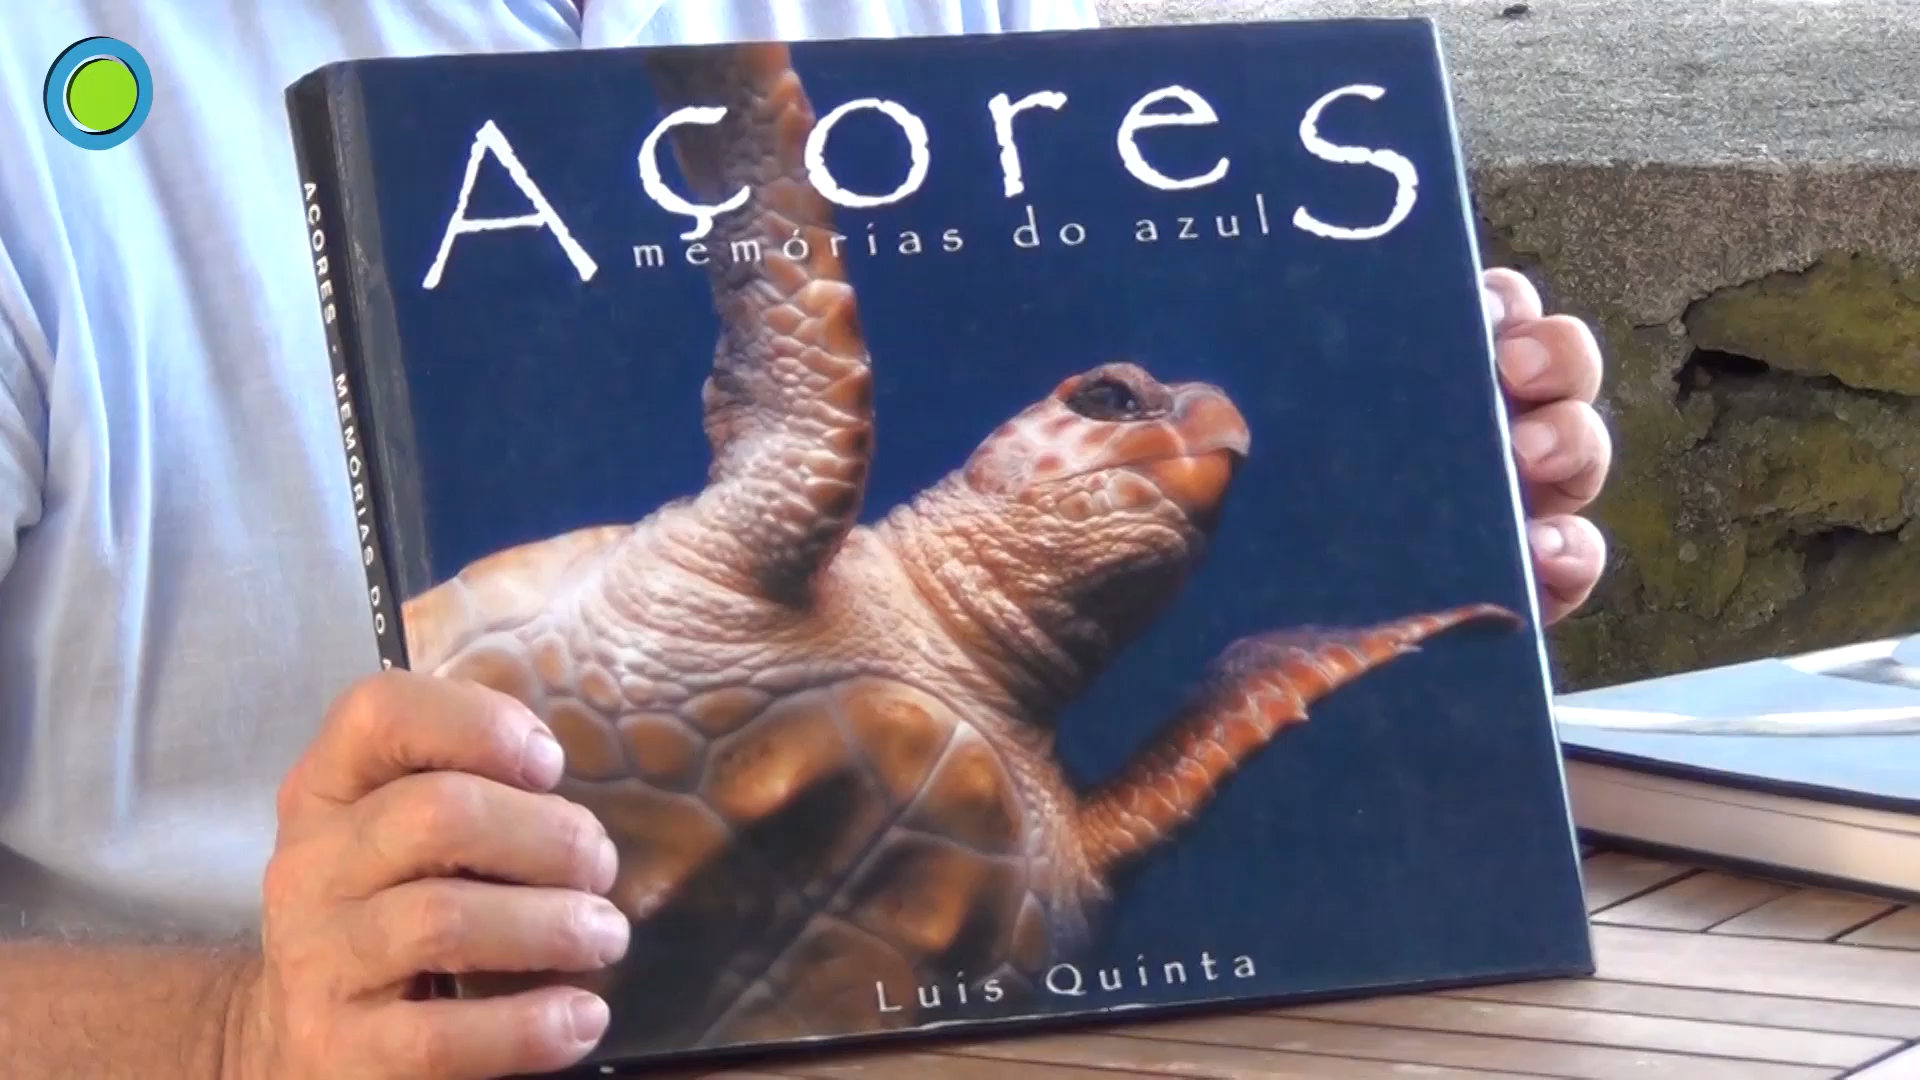 Açores
memórias do azul
Luís Quinta
AÇORES - MEMÓRIAS DO